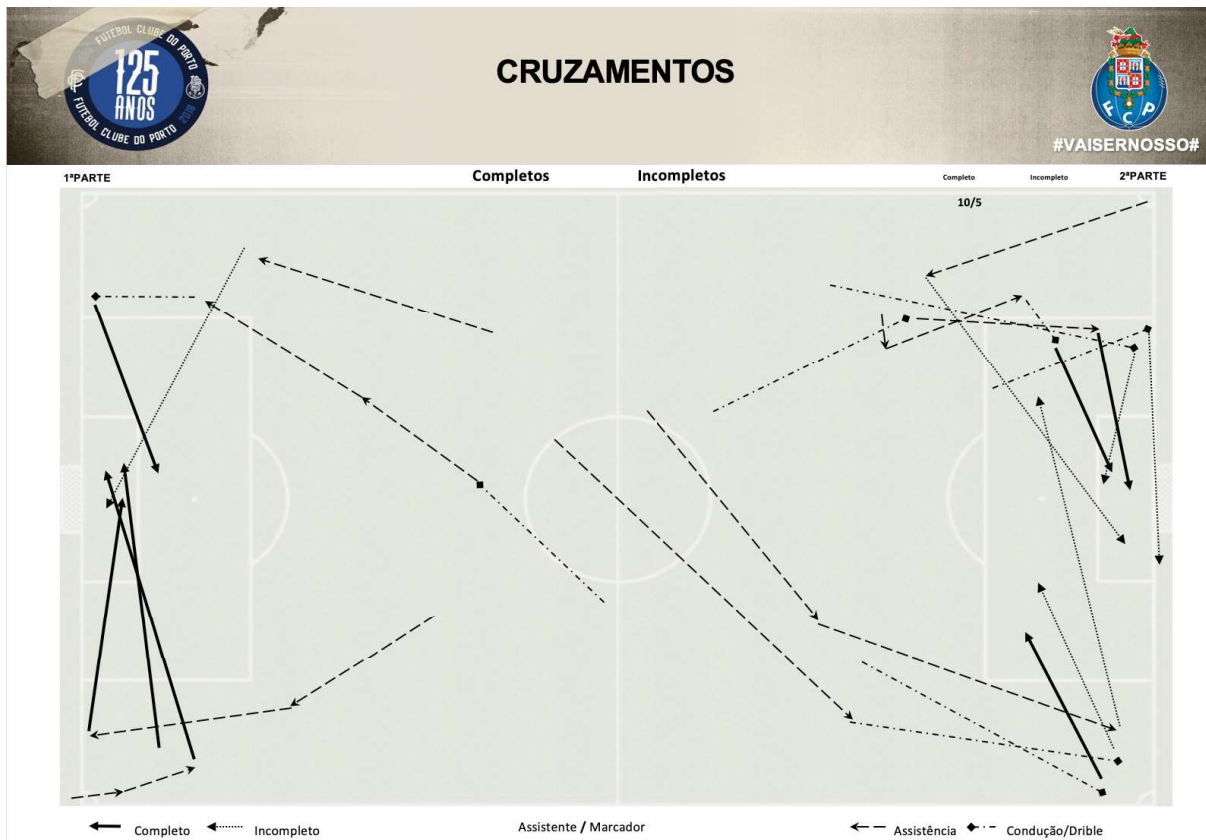 FUTEBOL CLUBE DO PORTO
125
ANOS
FUTEBOL CLUBE DO PORTO 2018
CRUZAMENTOS
F C P
#VAISERNOSSO#
1ªPARTE
Completos
Incompletos
Completo
Incompleto
2ªPARTE
10/5
Completo
Incompleto
Assistente / Marcador
Assistência
Condução/Drible